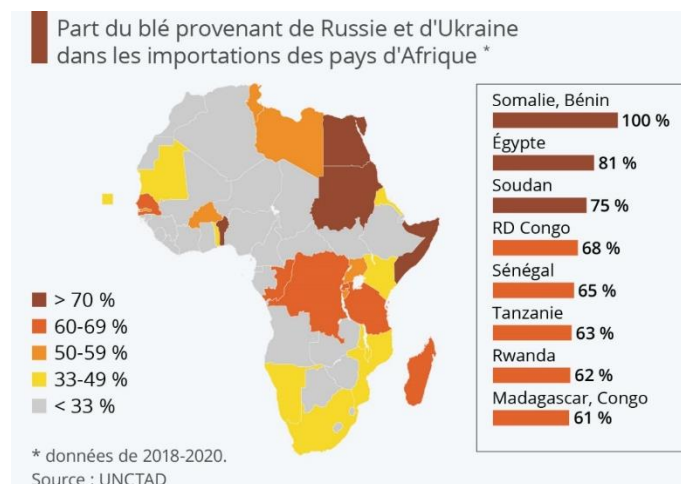 Part du blé provenant de Russie et d'Ukraine
dans les importations des pays d'Afrique *
Somalie, Bénin
100 %
Égypte
81 %
Soudan
75 %
RD Congo
68 %
Sénégal
65 %
Tanzanie
63 %
Rwanda
62 %
Madagascar, Congo
61 %
> 70 %
60-69 %
50-59 %
33-49 %
< 33 %
* données de 2018-2020.
Source : UNCTAD